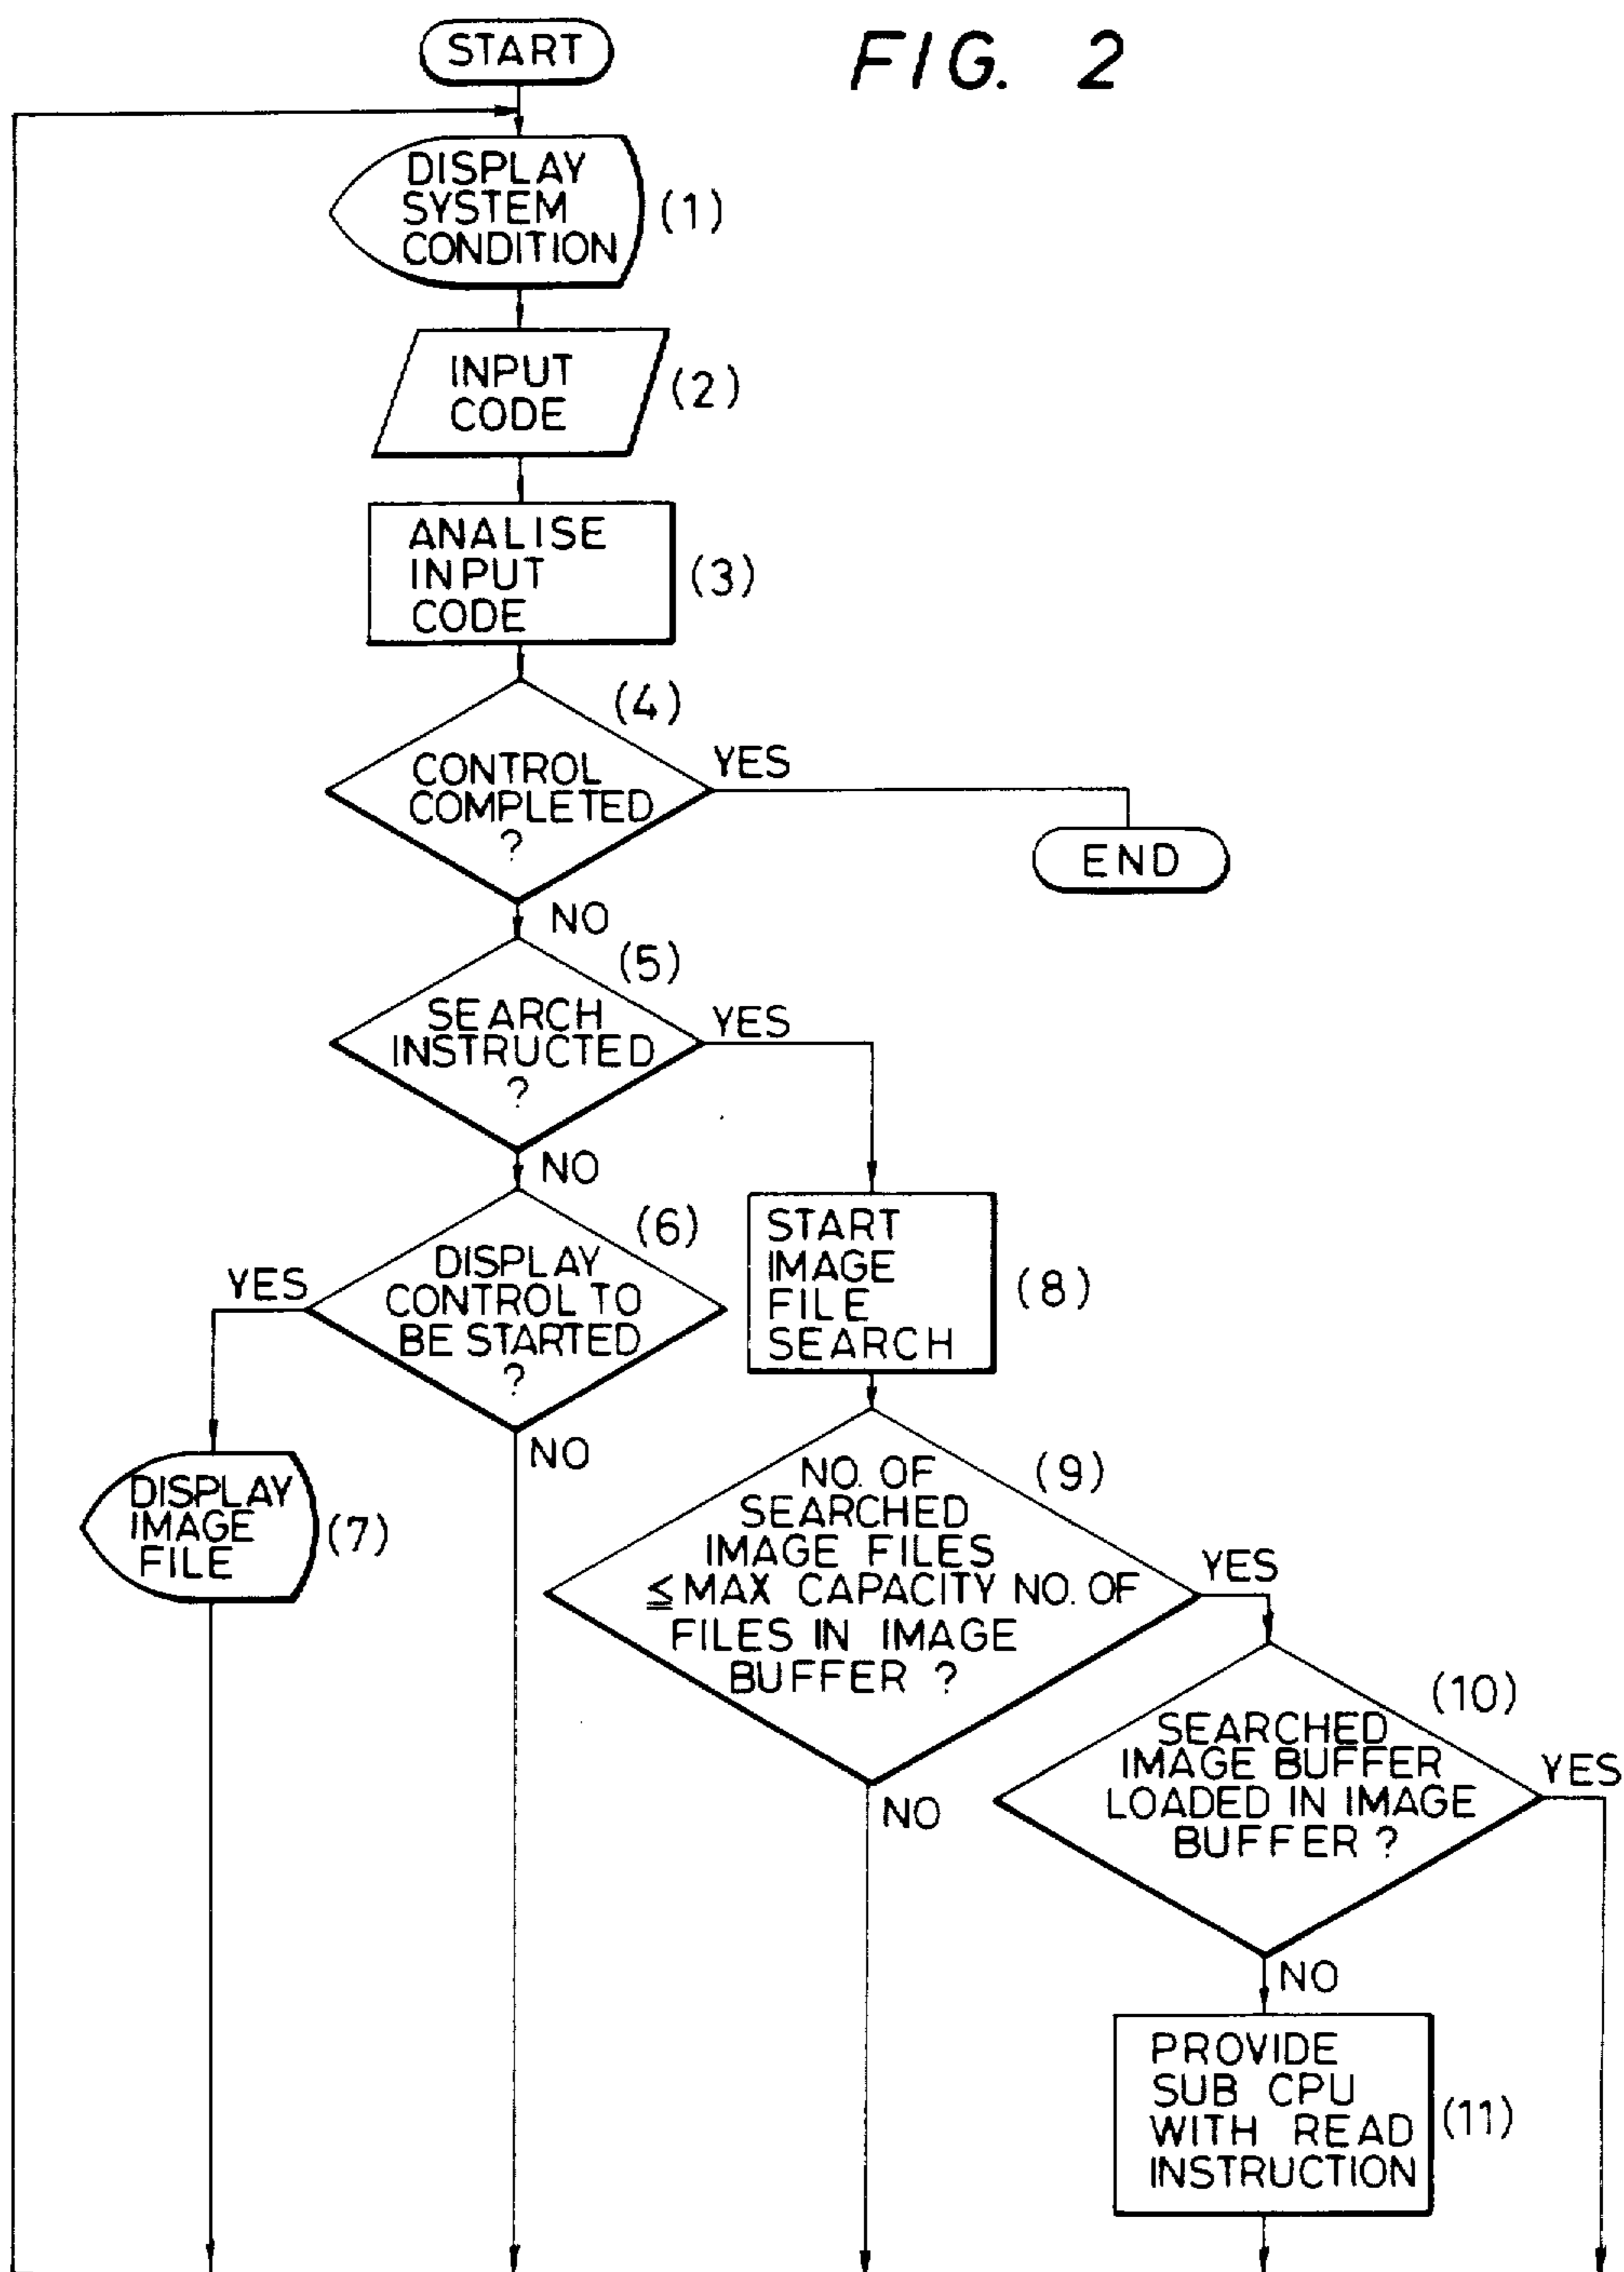 FIG. 2
START
DISPLAY
SYSTEM
CONDITION
(1)
INPUT
CODE
(2)
ANALISE
INPUT
CODE
(3)
(4)
CONTROL
COMPLETED
?
YES
END
NO
(5)
SEARCH
INSTRUCTED
?
YES
NO
(6)
DISPLAY
CONTROL TO
BE STARTED
?
YES
NO
DISPLAY
IMAGE
FILE
(7)
START
IMAGE
FILE
SEARCH
(8)
(9)
NO. OF
SEARCHED
IMAGE FILES
≦MAX CAPACITY NO. OF
FILES IN IMAGE
BUFFER ?
YES
NO
(10)
SEARCHED
IMAGE BUFFER
LOADED IN IMAGE
BUFFER ?
YES
NO
PROVIDE
SUB CPU
WITH READ
INSTRUCTION
(11)